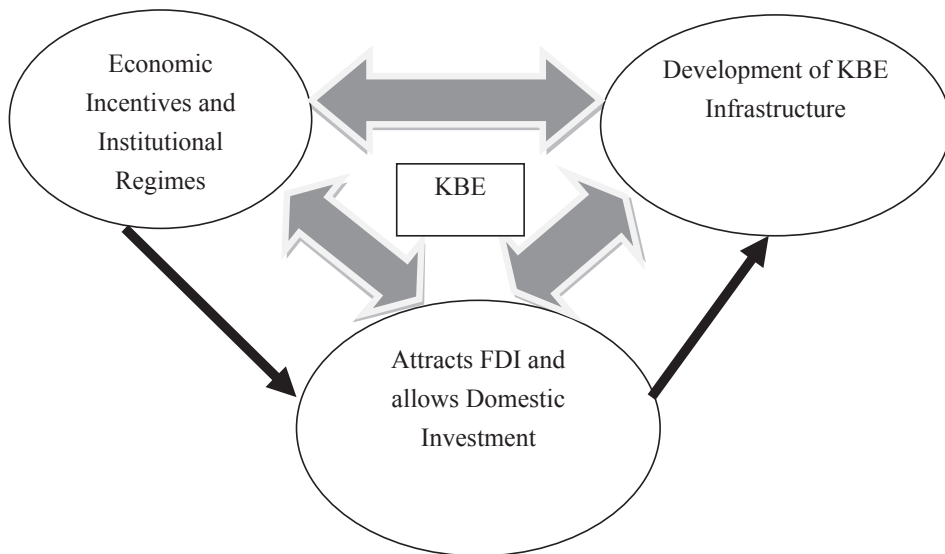 Economic
Incentives and
Institutional
Regimes
Development of KBE
Infrastructure
KBE
Attracts FDI and
allows Domestic
Investment